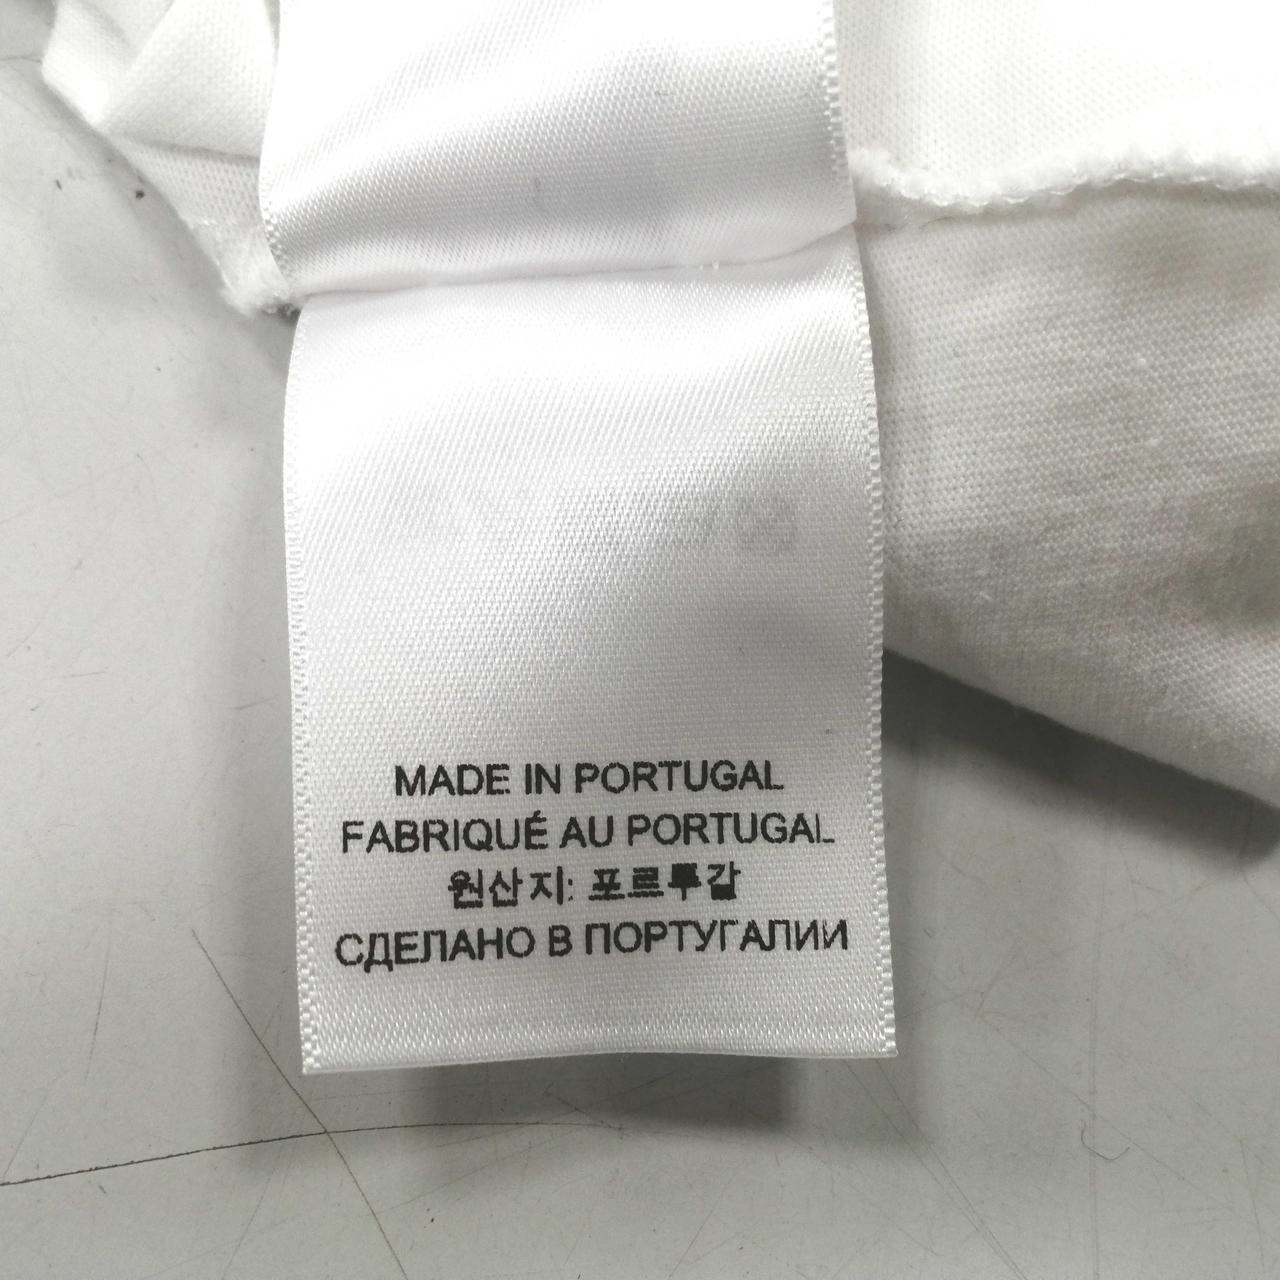 MADE IN PORTUGAL
FABRIQUÉ AU PORTUGAL
원산지: 포르투갈
СДЕЛАНО В ПОРТУГАЛИИ